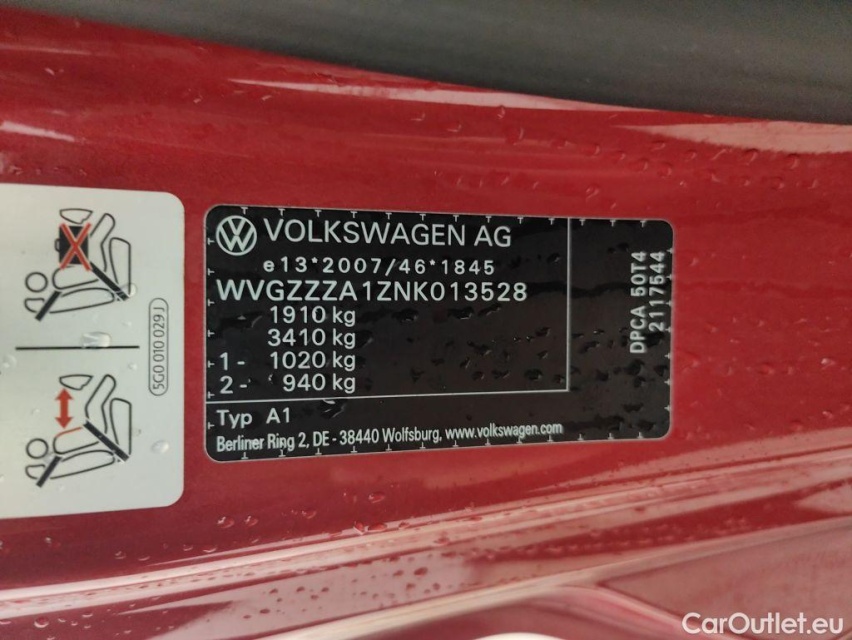 VOLKSWAGEN AG
e13*2007/46*1845
WVGZZZA1ZNK013528
- 1910 kg
3410 kg
1 - 1020 kg
2 - 940 kg
Typ A1
Berliner Ring 2, DE - 38440 Wolfsburg, www.volkswagen.com
DPCA 50T4
2117544
5G0 010 029 J
CarOutlet.eu